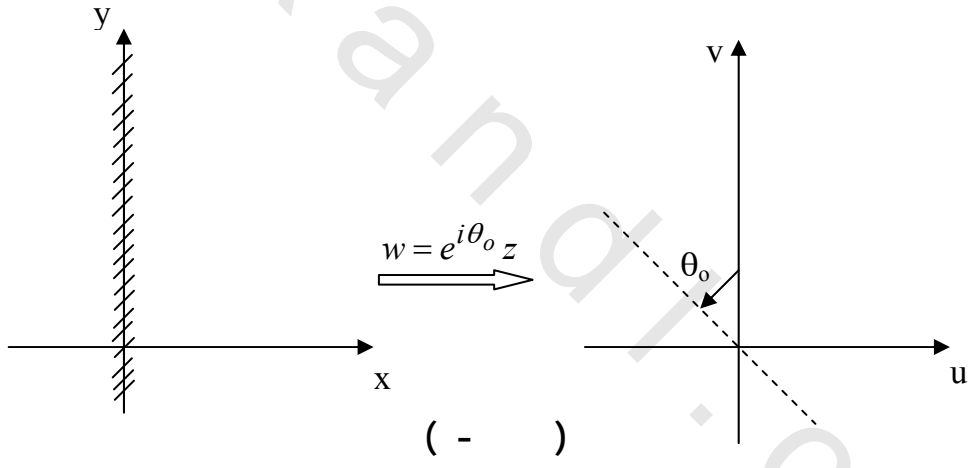 y
x
w = e^{iθ_o} z
v
θ_o
u
( - )